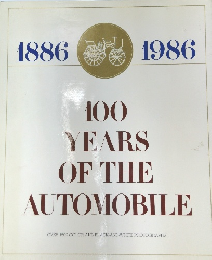 1886 1986
100
YEARS
OF THE
AUTOMOBILE